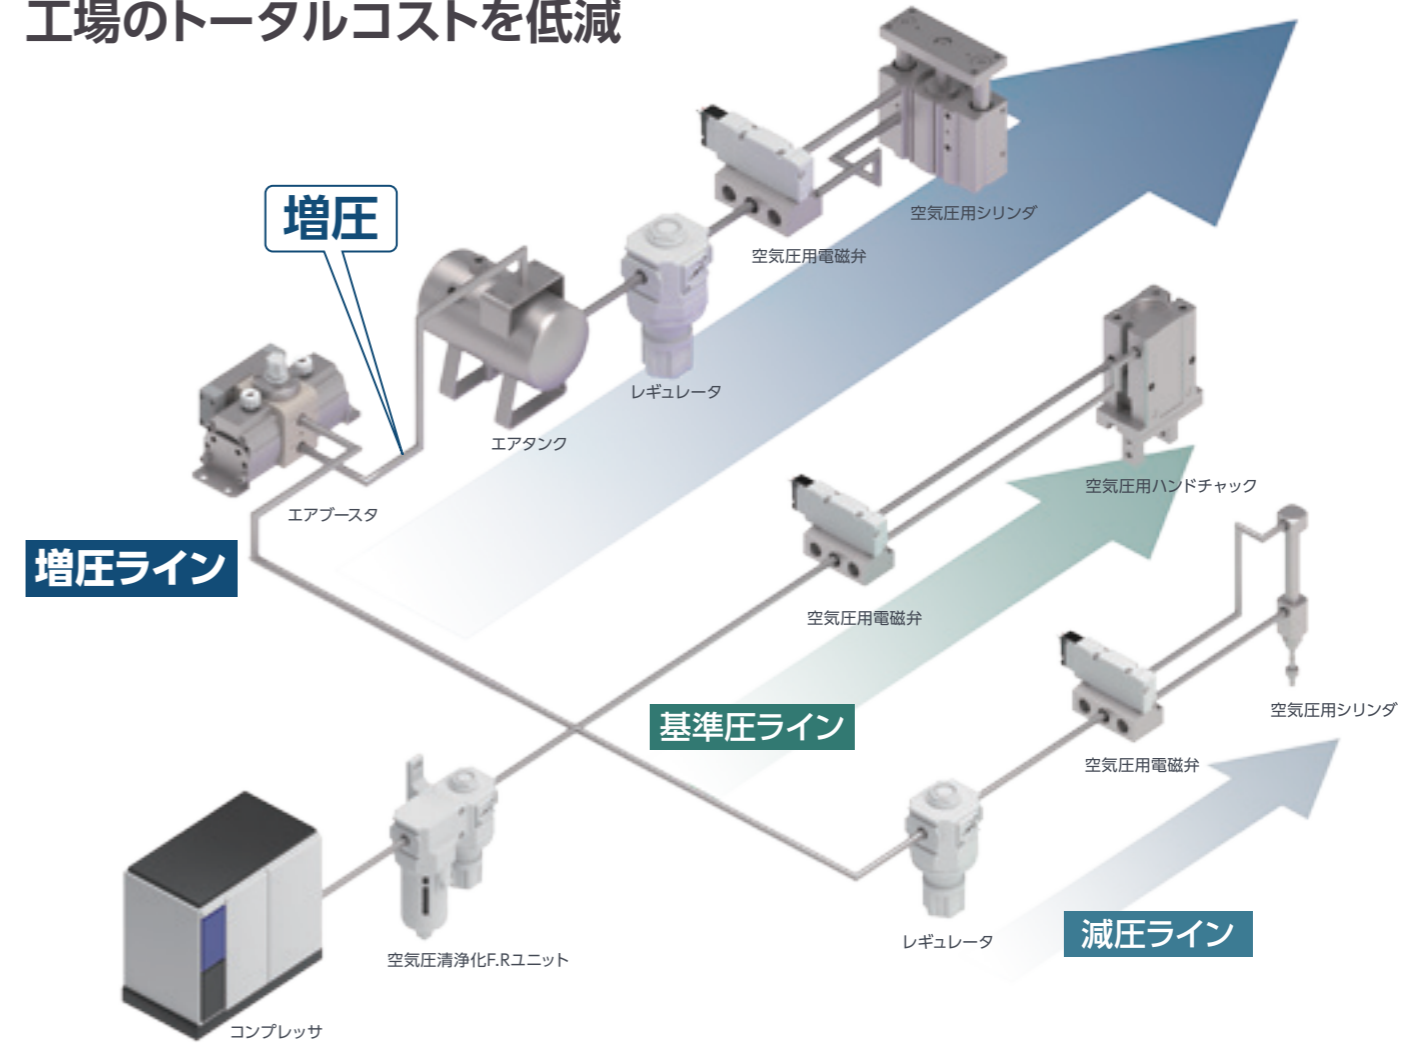 工場のトータルコストを低減
増圧
空気圧用シリンダ
空気圧用電磁弁
レギュレータ
エアタンク
エアブースタ
増圧ライン
空気圧用ハンドチャック
空気圧用電磁弁
基準圧ライン
空気圧用シリンダ
空気圧用電磁弁
レギュレータ
減圧ライン
空気圧清浄化F.Rユニット
コンプレッサ